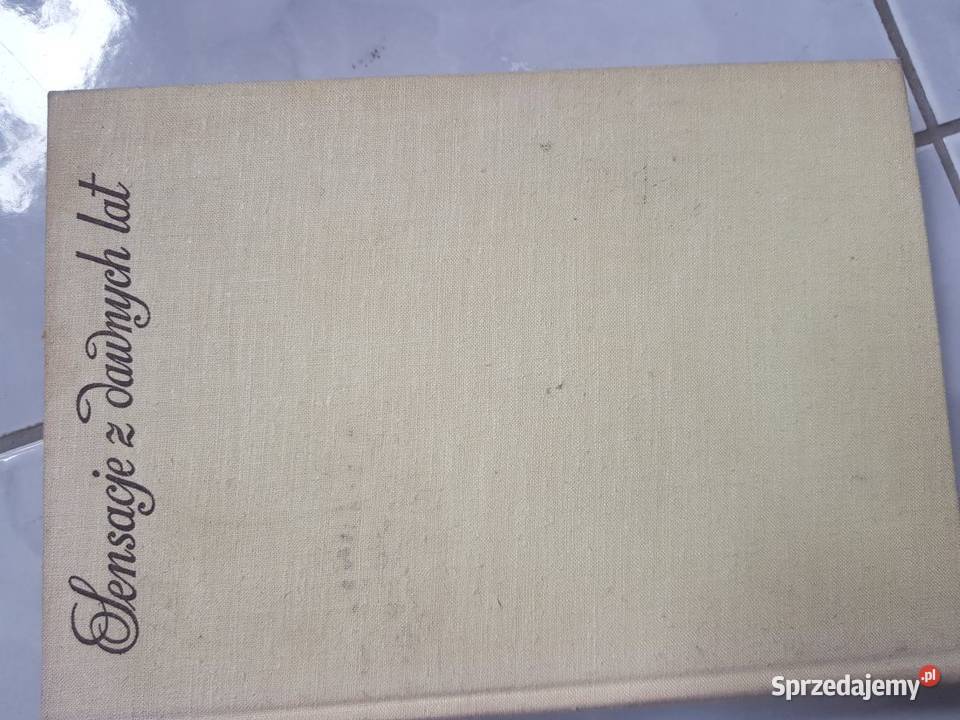 Sensacje z dawnych lat
Sprzedajemy.pl